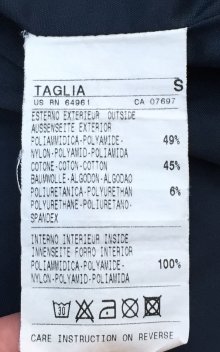 TAGLIA S
US RN 64961 CA 07697
ESTERNO EXTERIEUR OUTSIDE
AUSSENSEITE EXTERIOR
POLIAMMIDICA-POLYAMIDE- 49%
NYLON-POLYAMID-POLIAMIDA
COTONE-COTON-COTTON 45%
BAUMWOLLE-ALGODON-ALGODAO
POLIURETANICA-POLYURETHAN 6%
POLYURETHANE-POLIURETANO-
SPANDEX
INTERNO INTERIEUR INSIDE
INNENSEITE FORRO INTERIOR
POLIAMMIDICA-POLYAMIDE- 100%
NYLON-POLYAMID-POLIAMIDA
30
CARE INSTRUCTION ON REVERSE